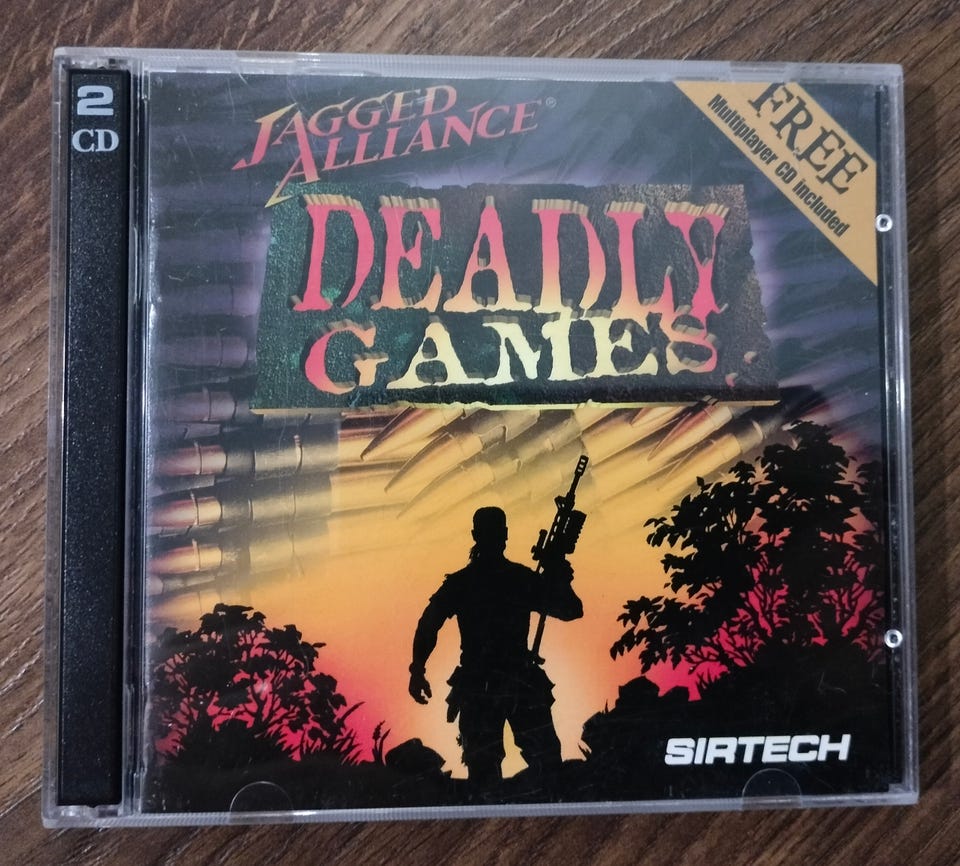 2
CD
JAGGED
ALLIANCE®
DEADLY
GAMES
FREE
Multiplayer CD Included
SIRTECH